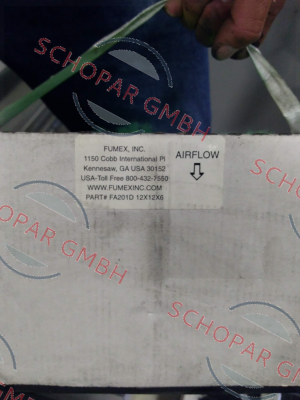 SCHOPAR GMBH
FUMEX, INC.
1150 Cobb International Pl
Kennesaw, GA USA 30152
USA-Toll Free 800-432-7550
WWW.FUMEXINC.COM
PART# FA201D 12X12X6
AIRFLOW
SCHOPAR GMBH
SCHOPAR GMBH